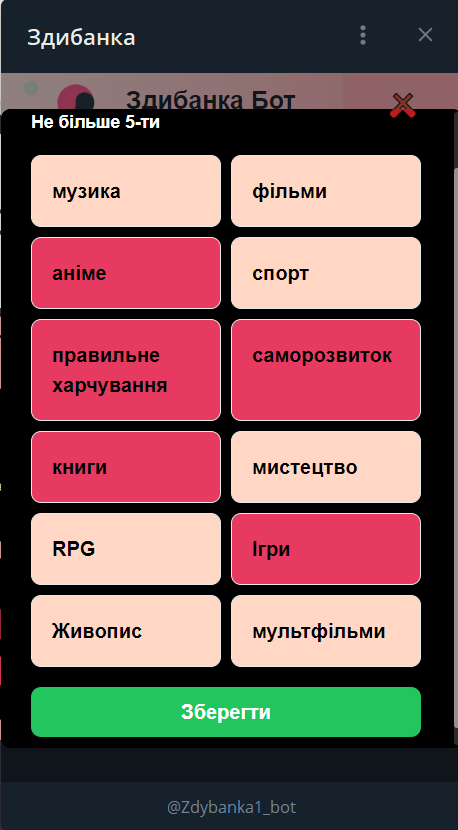 Здибанка
Здибанка Бот
Не більше 5-ти
музика
фільми
аніме
спорт
правильне
харчування
саморозвиток
книги
мистецтво
RPG
Ігри
Живопис
мультфільми
Зберегти
@Zdybanka1_bot